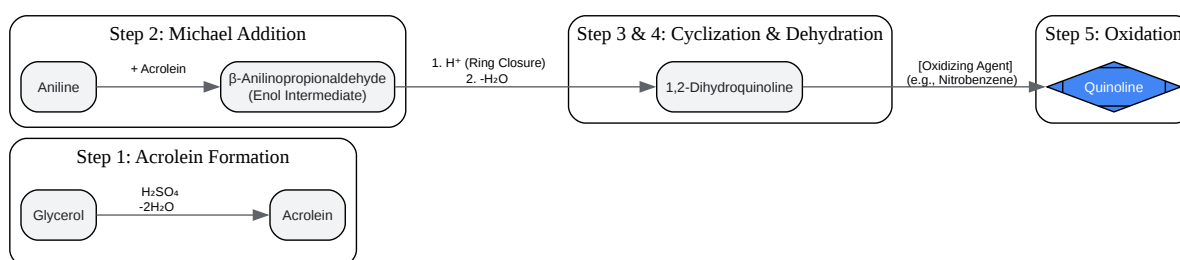 Step 2: Michael Addition
Aniline
+ Acrolein
β-Anilinopropionaldehyde
(Enol Intermediate)
1. H⁺ (Ring Closure)
2. -H₂O
Step 3 & 4: Cyclization & Dehydration
1,2-Dihydroquinoline
[Oxidizing Agent]
(e.g., Nitrobenzene)
Step 5: Oxidation
Quinoline
Step 1: Acrolein Formation
Glycerol
H₂SO₄
-2H₂O
Acrolein